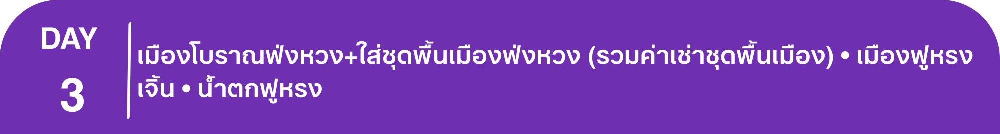 DAY
3
เมืองโบราณฟ่งหวง+ใส่ชุดพื้นเมืองฟ่งหวง (รวมค่าเช่าชุดพื้นเมือง) • เมืองฟูหรง
เจิ้น • น้ำตกฟูหรง